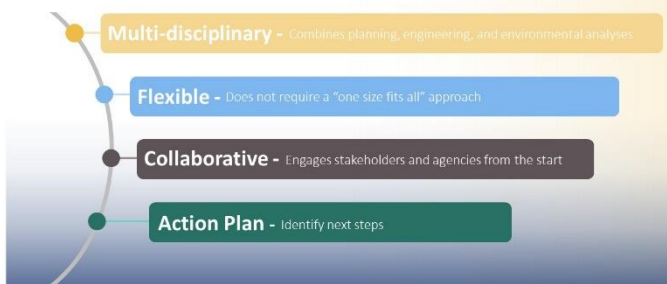 Multi-disciplinary - Combines planning, engineering, and environmental analyses
Flexible - Does not require a "one size fits all" approach
Collaborative - Engages stakeholders and agencies from the start
Action Plan - Identify next steps